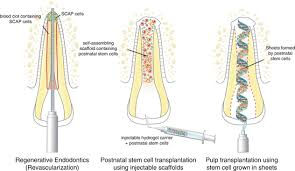 blood clot containing
SCAP cells
SCAP cells
self-assembling
scaffold containing
postnatal stem cells
Sheets formed
by postnatal
stem cells
injectable hydrogel carrier
+ postnatal stem cells
Regenerative Endodontics
(Revascularization)
Postnatal stem cell transplantation
using injectable scaffolds
Pulp transplantation using
stem cell grown in sheets